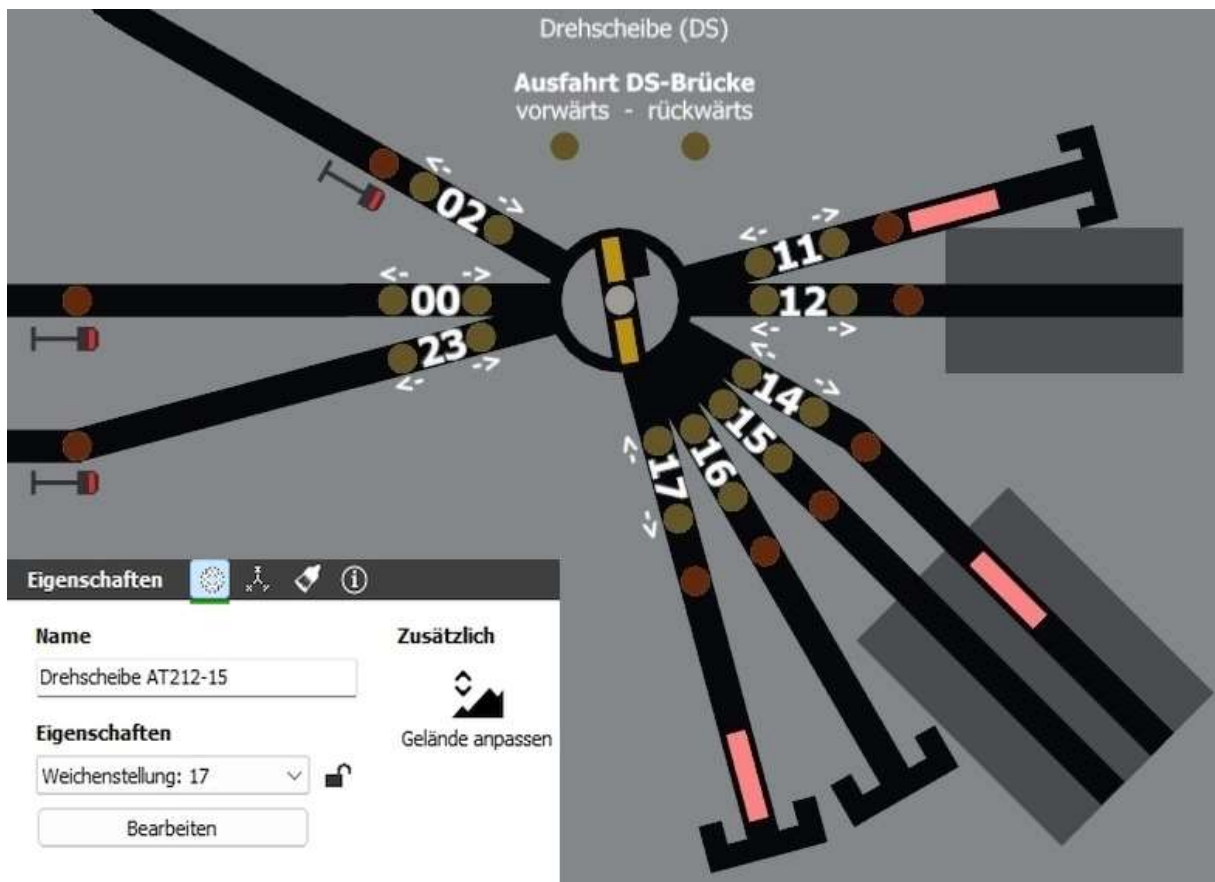 Drehscheibe (DS)
Ausfahrt DS-Brücke
vorwärts - rückwärts
<- 02 ->
<- 11 ->
<- 00 ->
<- 12 ->
<- 23 ->
<- 14 ->
15
16
<- 17 ->
Eigenschaften
Name
Zusätzlich
Drehscheibe AT212-15
Eigenschaften
Gelände anpassen
Weichenstellung: 17
Bearbeiten